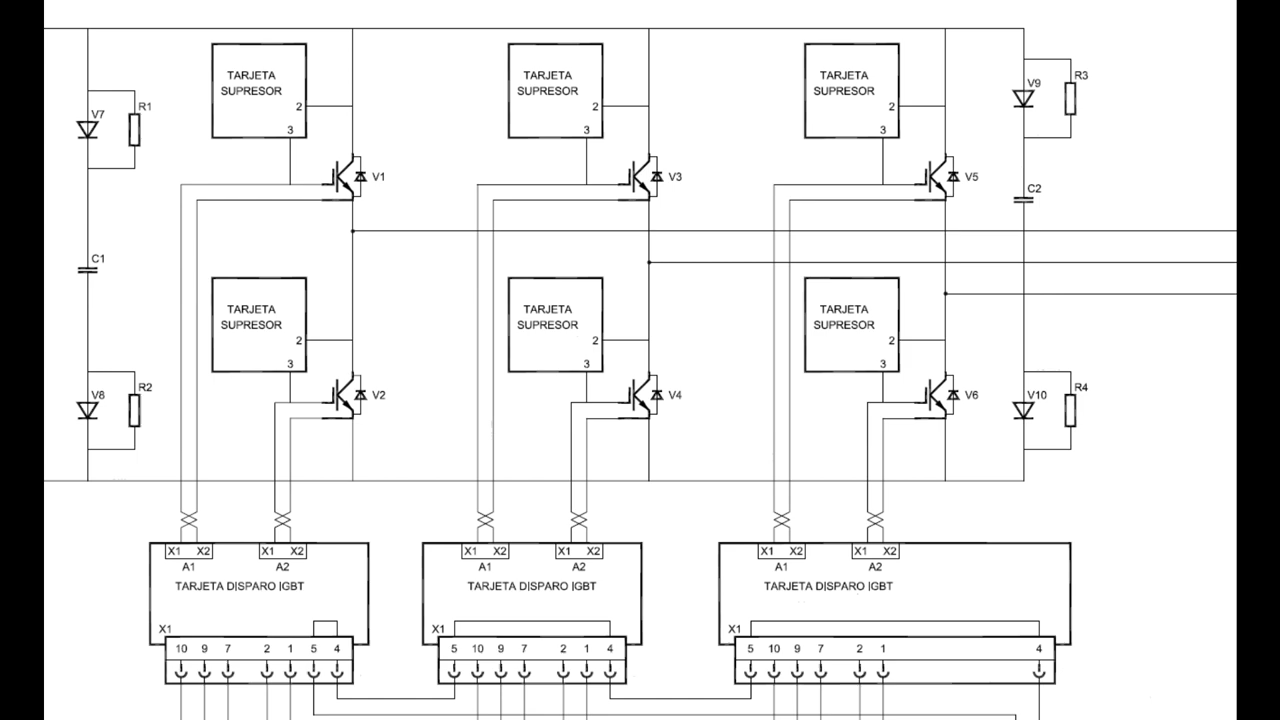 TARJETA
SUPRESOR
2
3
TARJETA
SUPRESOR
2
3
TARJETA
SUPRESOR
2
3
V7
R1
V9
R3
V1
V3
V5
C2
C1
TARJETA
SUPRESOR
2
3
TARJETA
SUPRESOR
2
3
TARJETA
SUPRESOR
2
3
V8
R2
V2
V4
V6
V10
R4
X1 X2 X1 X2
A1 A2
TARJETA DISPARO IGBT
X1
10 9 7 2 1 5 4
X1 X2 X1 X2
A1 A2
TARJETA DISPARO IGBT
X1
5 10 9 7 2 1 4
X1 X2 X1 X2
A1 A2
TARJETA DISPARO IGBT
X1
5 10 9 7 2 1 4